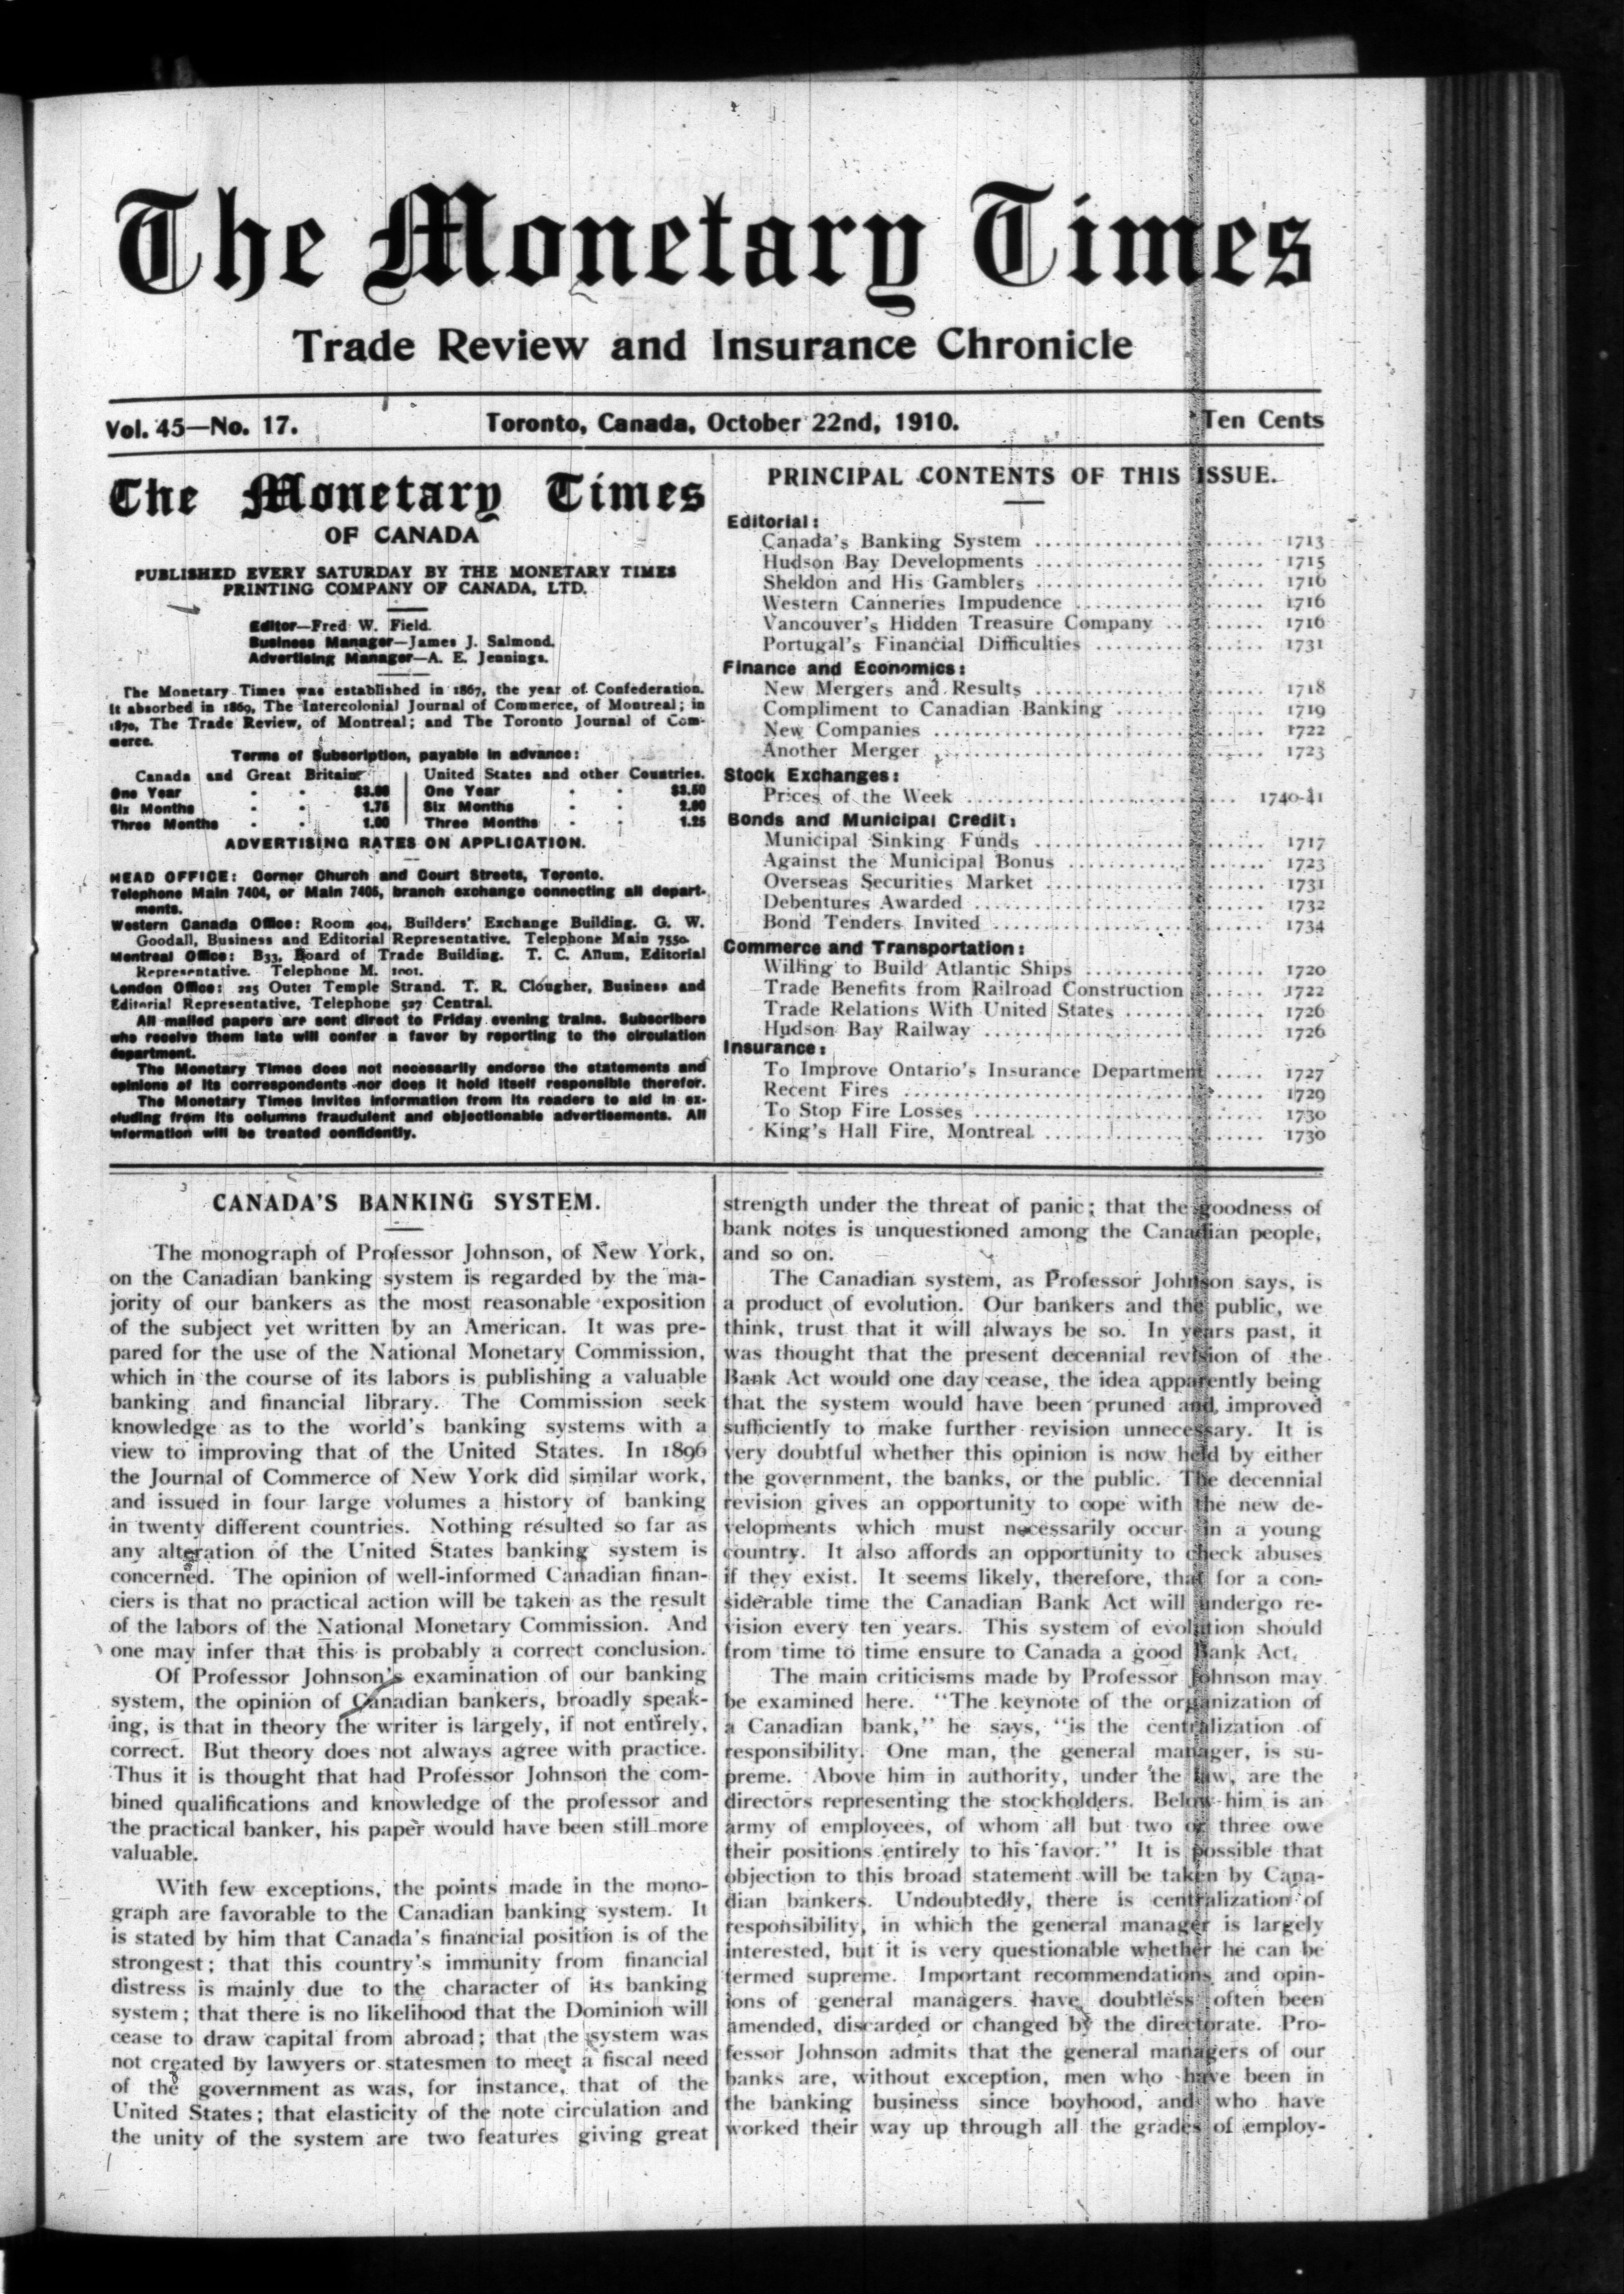 The Monetary Times
Trade Review and Insurance Chronicle
Vol. 45—No. 17. Toronto, Canada, October 22nd, 1910. Ten Cents
The Monetary Times
OF CANADA
PUBLISHED EVERY SATURDAY BY THE MONETARY TIMES
PRINTING COMPANY OF CANADA, LTD.
Editor—Fred W. Field.
Business Manager—James J. Salmond.
Advertising Manager—A. E. Jennings.
The Monetary Times was established in 1867, the year of Confederation.
It absorbed in 1869, The Intercolonial Journal of Commerce, of Montreal; in
1870, The Trade Review, of Montreal; and The Toronto Journal of Com-
merce.
Terms of Subscription, payable in advance:
Canada and Great Britain United States and other Countries.
One Year - - $3.00 One Year - - $3.50
Six Months - - 1.75 Six Months - - 2.00
Three Months - - 1.00 Three Months - - 1.25
ADVERTISING RATES ON APPLICATION.
HEAD OFFICE: Corner Church and Court Streets, Toronto.
Telephone Main 7404, or Main 7405, branch exchange connecting all depart-
ments.
Western Canada Office: Room 404, Builders' Exchange Building. G. W.
Goodall, Business and Editorial Representative. Telephone Main 7550.
Montreal Office: B33, Board of Trade Building. T. C. Allum, Editorial
Representative. Telephone M. 1001.
London Office: 225 Outer Temple Strand. T. R. Clougher, Business and
Editorial Representative, Telephone 527 Central.
All mailed papers are sent direct to Friday evening trains. Subscribers
who receive them late will confer a favor by reporting to the circulation
department.
The Monetary Times does not necessarily endorse the statements and
opinions of its correspondents nor does it hold itself responsible therefor.
The Monetary Times invites information from its readers to aid in ex-
cluding from its columns fraudulent and objectionable advertisements. All
information will be treated confidently.
PRINCIPAL CONTENTS OF THIS ISSUE.
Editorial:
Canada's Banking System ........ 1713
Hudson Bay Developments ........ 1715
Sheldon and His Gamblers ........ 1716
Western Canneries Impudence ........ 1716
Vancouver's Hidden Treasure Company ........ 1716
Portugal's Financial Difficulties ........ 1731
Finance and Economics:
New Mergers and Results ........ 1718
Compliment to Canadian Banking ........ 1719
New Companies ........ 1722
Another Merger ........ 1723
Stock Exchanges:
Prices of the Week ........ 1740-41
Bonds and Municipal Credit:
Municipal Sinking Funds ........ 1717
Against the Municipal Bonus ........ 1723
Overseas Securities Market ........ 1731
Debentures Awarded ........ 1732
Bond Tenders Invited ........ 1734
Commerce and Transportation:
Willing to Build Atlantic Ships ........ 1720
Trade Benefits from Railroad Construction ........ 1722
Trade Relations With United States ........ 1726
Hudson Bay Railway ........ 1726
Insurance:
To Improve Ontario's Insurance Department ..... 1727
Recent Fires ........ 1729
To Stop Fire Losses ........ 1730
King's Hall Fire, Montreal ........ 1730
CANADA'S BANKING SYSTEM.
The monograph of Professor Johnson, of New York,
on the Canadian banking system is regarded by the ma-
jority of our bankers as the most reasonable exposition
of the subject yet written by an American. It was pre-
pared for the use of the National Monetary Commission,
which in the course of its labors is publishing a valuable
banking and financial library. The Commission seek
knowledge as to the world's banking systems with a
view to improving that of the United States. In 1896
the Journal of Commerce of New York did similar work,
and issued in four large volumes a history of banking
in twenty different countries. Nothing resulted so far as
any alteration of the United States banking system is
concerned. The opinion of well-informed Canadian finan-
ciers is that no practical action will be taken as the result
of the labors of the National Monetary Commission. And
one may infer that this is probably a correct conclusion.
Of Professor Johnson's examination of our banking
system, the opinion of Canadian bankers, broadly speak-
ing, is that in theory the writer is largely, if not entirely,
correct. But theory does not always agree with practice.
Thus it is thought that had Professor Johnson the com-
bined qualifications and knowledge of the professor and
the practical banker, his paper would have been still more
valuable.
With few exceptions, the points made in the mono-
graph are favorable to the Canadian banking system. It
is stated by him that Canada's financial position is of the
strongest; that this country's immunity from financial
distress is mainly due to the character of its banking
system; that there is no likelihood that the Dominion will
cease to draw capital from abroad; that the system was
not created by lawyers or statesmen to meet a fiscal need
of the government as was, for instance, that of the
United States; that elasticity of the note circulation and
the unity of the system are two features giving great
strength under the threat of panic; that the goodness of
bank notes is unquestioned among the Canadian people,
and so on.
The Canadian system, as Professor Johnson says, is
a product of evolution. Our bankers and the public, we
think, trust that it will always be so. In years past, it
was thought that the present decennial revision of the
Bank Act would one day cease, the idea apparently being
that the system would have been pruned and improved
sufficiently to make further revision unnecessary. It is
very doubtful whether this opinion is now held by either
the government, the banks, or the public. The decennial
revision gives an opportunity to cope with the new de-
velopments which must necessarily occur in a young
country. It also affords an opportunity to check abuses
if they exist. It seems likely, therefore, that for a con-
siderable time the Canadian Bank Act will undergo re-
vision every ten years. This system of evolution should
from time to time ensure to Canada a good Bank Act.
The main criticisms made by Professor Johnson may
be examined here. "The keynote of the organization of
a Canadian bank," he says, "is the centralization of
responsibility. One man, the general manager, is su-
preme. Above him in authority, under the law, are the
directors representing the stockholders. Below him is an
army of employees, of whom all but two or three owe
their positions entirely to his favor." It is possible that
objection to this broad statement will be taken by Cana-
dian bankers. Undoubtedly, there is centralization of
responsibility, in which the general manager is largely
interested, but it is very questionable whether he can be
termed supreme. Important recommendations and opin-
ions of general managers have doubtless often been
amended, discarded or changed by the directorate. Pro-
fessor Johnson admits that the general managers of our
banks are, without exception, men who have been in
the banking business since boyhood, and who have
worked their way up through all the grades of employ-